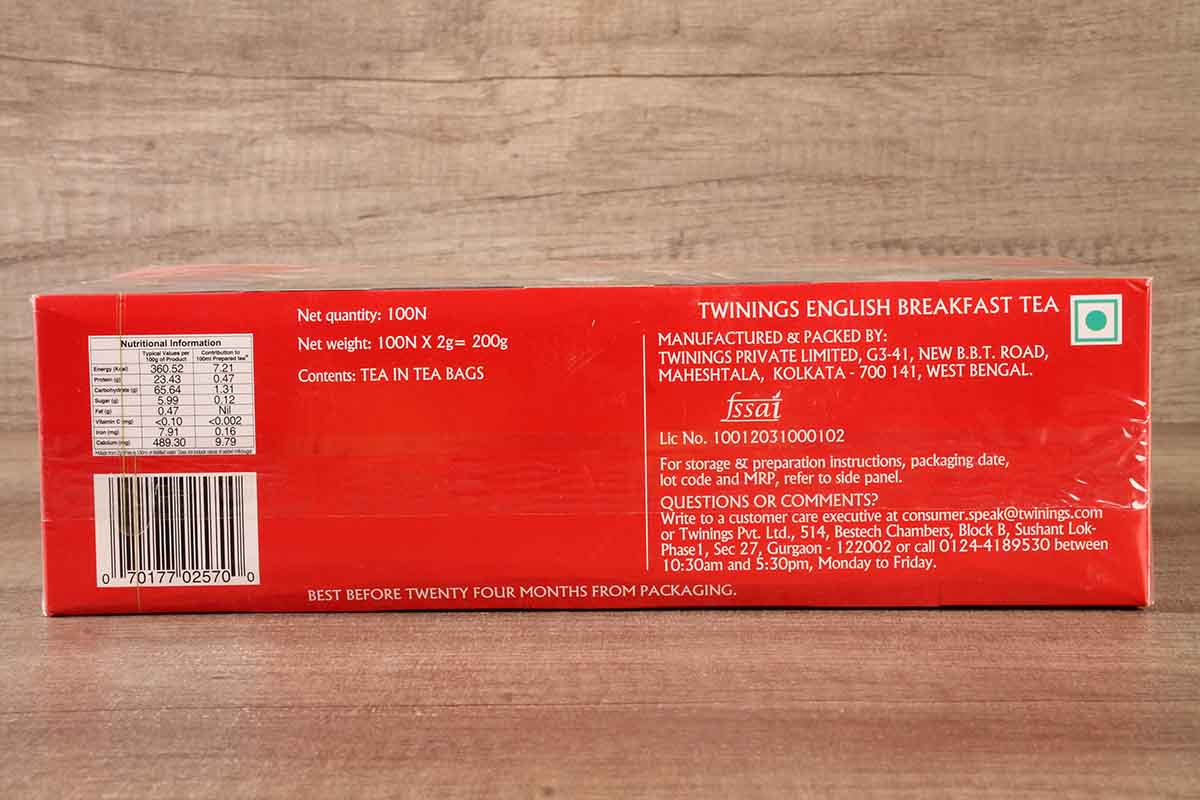 Nutritional Information
Typical Values per 100g of Product
Contribution to 100ml Prepared tea*
Energy (Kcal) 360.52 7.21
Protein (g) 23.43 0.47
Carbohydrate (g) 65.64 1.31
Sugar (g) 5.99 0.12
Fat (g) 0.47 Nil
Vitamin C (mg) <0.10 <0.002
Iron (mg) 7.91 0.16
Calcium (mg) 489.30 9.79
0 70177 02570 0
Net quantity: 100N
Net weight: 100N X 2g= 200g
Contents: TEA IN TEA BAGS
BEST BEFORE TWENTY FOUR MONTHS FROM PACKAGING.
TWININGS ENGLISH BREAKFAST TEA
MANUFACTURED & PACKED BY:
TWININGS PRIVATE LIMITED, G3-41, NEW B.B.T. ROAD,
MAHESHTALA, KOLKATA - 700 141, WEST BENGAL.
fssai
Lic No. 10012031000102
For storage & preparation instructions, packaging date,
lot code and MRP, refer to side panel.
QUESTIONS OR COMMENTS?
Write to a customer care executive at consumer.speak@twinings.com
or Twinings Pvt. Ltd., 514, Bestech Chambers, Block B, Sushant Lok-
Phase1, Sec 27, Gurgaon - 122002 or call 0124-4189530 between
10:30am and 5:30pm, Monday to Friday.